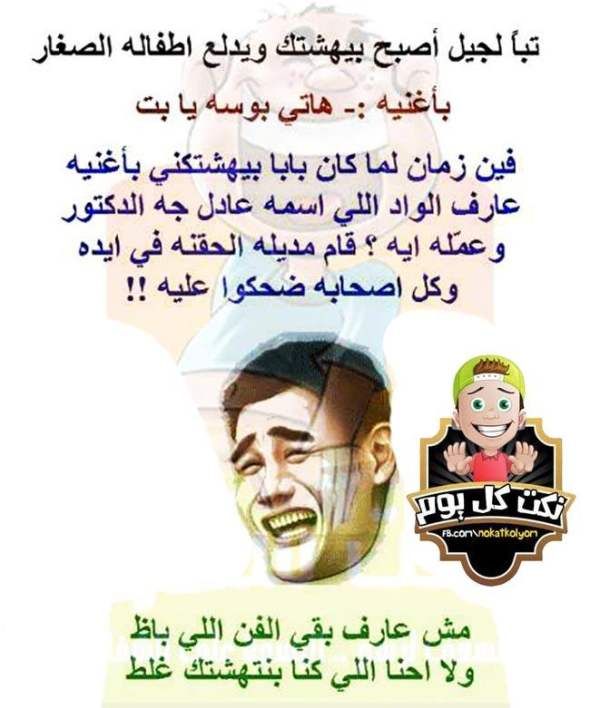 تباً لجيل أصبح بيهشتك ويدلع اطفاله الصغار
بأغنيه :- هاتي بوسه يا بت
فين زمان لما كان بابا بيهشتكني بأغنيه
عارف الواد اللي اسمه عادل جه الدكتور
وعمّله ايه ؟ قام مديله الحقنه في ايده
وكل اصحابه ضحكوا عليه !!
نكت كل يوم
FB.com\nokatkolyom
مش عارف بقي الفن اللي باظ
ولا احنا اللي كنا بنتهشتك غلط